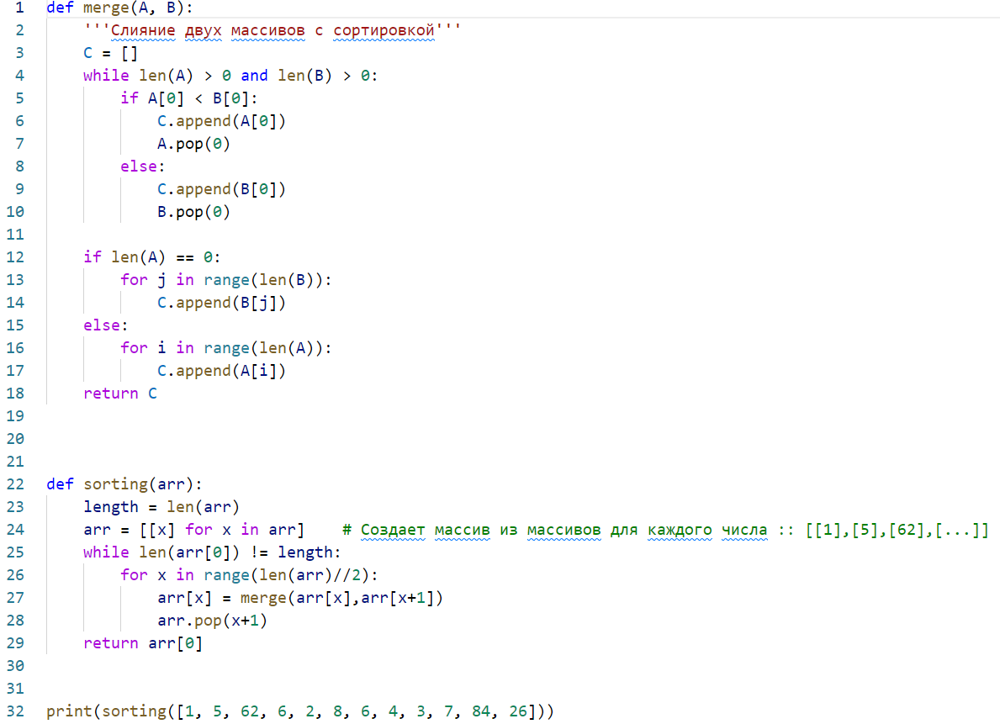 1 def merge(A, B):
2     '''Слияние двух массивов с сортировкой'''
3     C = []
4     while len(A) > 0 and len(B) > 0:
5         if A[0] < B[0]:
6             C.append(A[0])
7             A.pop(0)
8         else:
9             C.append(B[0])
10             B.pop(0)
11
12     if len(A) == 0:
13         for j in range(len(B)):
14             C.append(B[j])
15     else:
16         for i in range(len(A)):
17             C.append(A[i])
18     return C
19
20
21
22 def sorting(arr):
23     length = len(arr)
24     arr = [[x] for x in arr]    # Создает массив из массивов для каждого числа :: [[1],[5],[62],[...]]
25     while len(arr[0]) != length:
26         for x in range(len(arr)//2):
27             arr[x] = merge(arr[x],arr[x+1])
28             arr.pop(x+1)
29     return arr[0]
30
31
32 print(sorting([1, 5, 62, 6, 2, 8, 6, 4, 3, 7, 84, 26]))